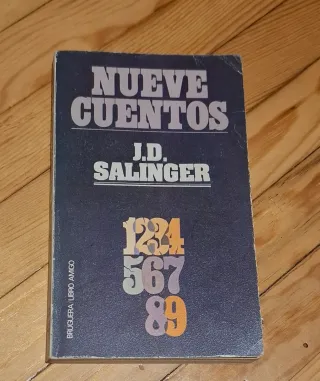 NUEVE
CUENTOS
J.D.
SALINGER
1234
567
89
BRUGUERA LIBRO AMIGO